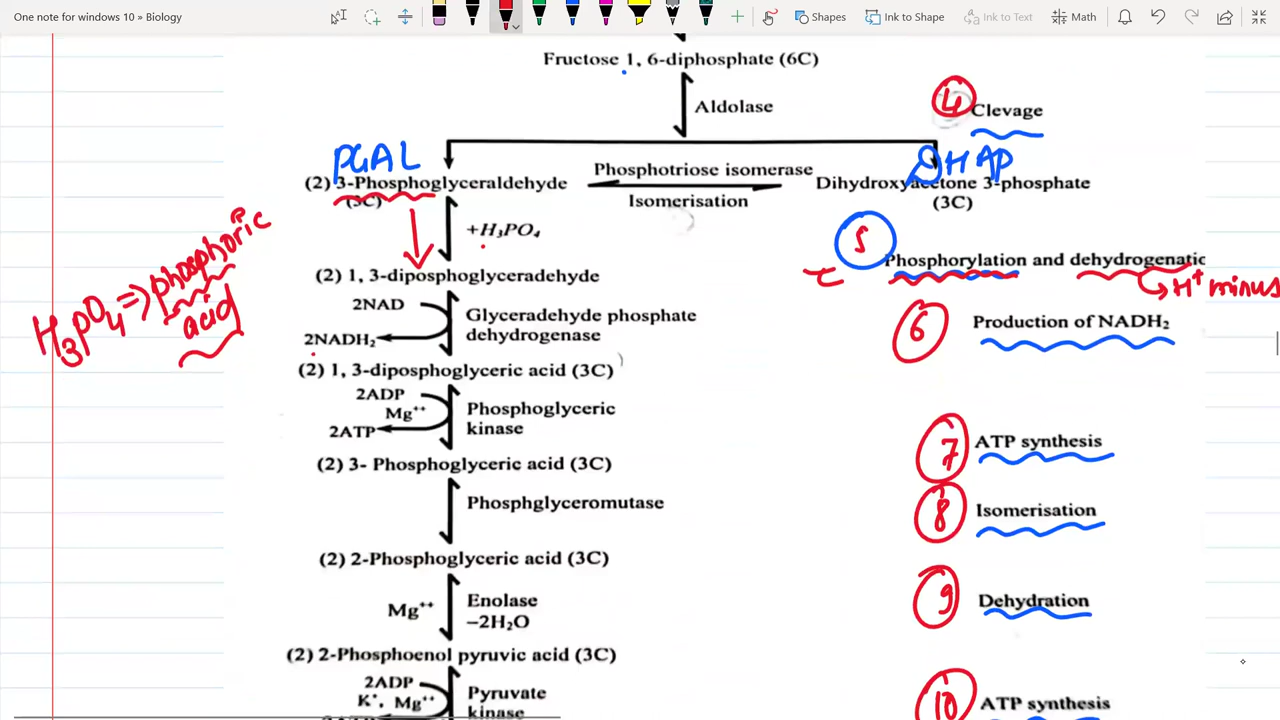 One note for windows 10 » Biology
Shapes
Ink to Shape
Ink to Text
Math
Fructose 1, 6-diphosphate (6C)
Aldolase
4 Clevage
PGAL
DHAP
Phosphotriose isomerase
(2) 3-Phosphoglyceraldehyde
Dihydroxyacetone 3-phosphate
(3C)
Isomerisation
(3C)
+H₃PO₄
5 Phosphorylation and dehydrogenatic
H⁺ minus
H₃PO₄ => phosphoric
acid
(2) 1, 3-diposphoglyceradehyde
2NAD
Glyceradehyde phosphate
dehydrogenase
2NADH₂
6 Production of NADH₂
(2) 1, 3-diposphoglyceric acid (3C)
2ADP
Mg⁺⁺
2ATP
Phosphoglyceric
kinase
7 ATP synthesis
(2) 3- Phosphoglyceric acid (3C)
Phosphglyceromutase
8 Isomerisation
(2) 2-Phosphoglyceric acid (3C)
Mg⁺⁺
Enolase
−2H₂O
9 Dehydration
(2) 2-Phosphoenol pyruvic acid (3C)
2ADP
K⁺, Mg⁺⁺
Pyruvate
kinase
10 ATP synthesis